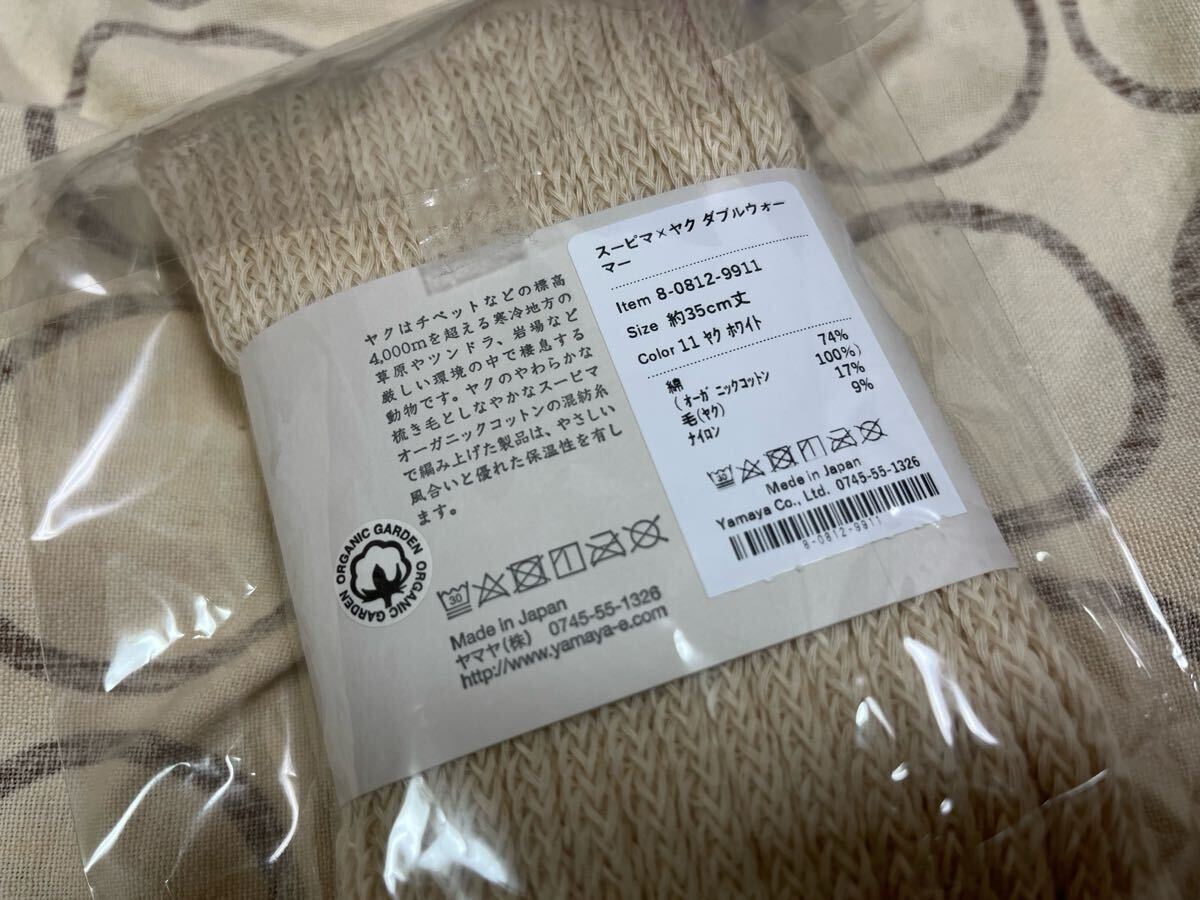 ヤクはチベットなどの標高
4,000mを超える寒冷地方の
草原やツンドラ、岩場など
厳しい環境の中で棲息する
動物です。ヤクのやわらかな
梳き毛としなやかなスーピマ
オーガニックコットンの混紡糸
で編み上げた製品は、やさしい
風合いと優れた保温性を有し
ます。
ORGANIC GARDEN ORGANIC GARDEN
30
Made in Japan
ヤマヤ(株) 0745-55-1326
http://www.yamaya-e.com
スーピマ×ヤク ダブルウォー
マー
Item 8-0812-9911
Size 約35cm丈
Color 11 ヤク ホワイト
綿 74%
(オーガニックコットン 100%)
毛(ヤク) 17%
ナイロン 9%
30
Made in Japan
Yamaya Co., Ltd. 0745-55-1326
8-0812-9911